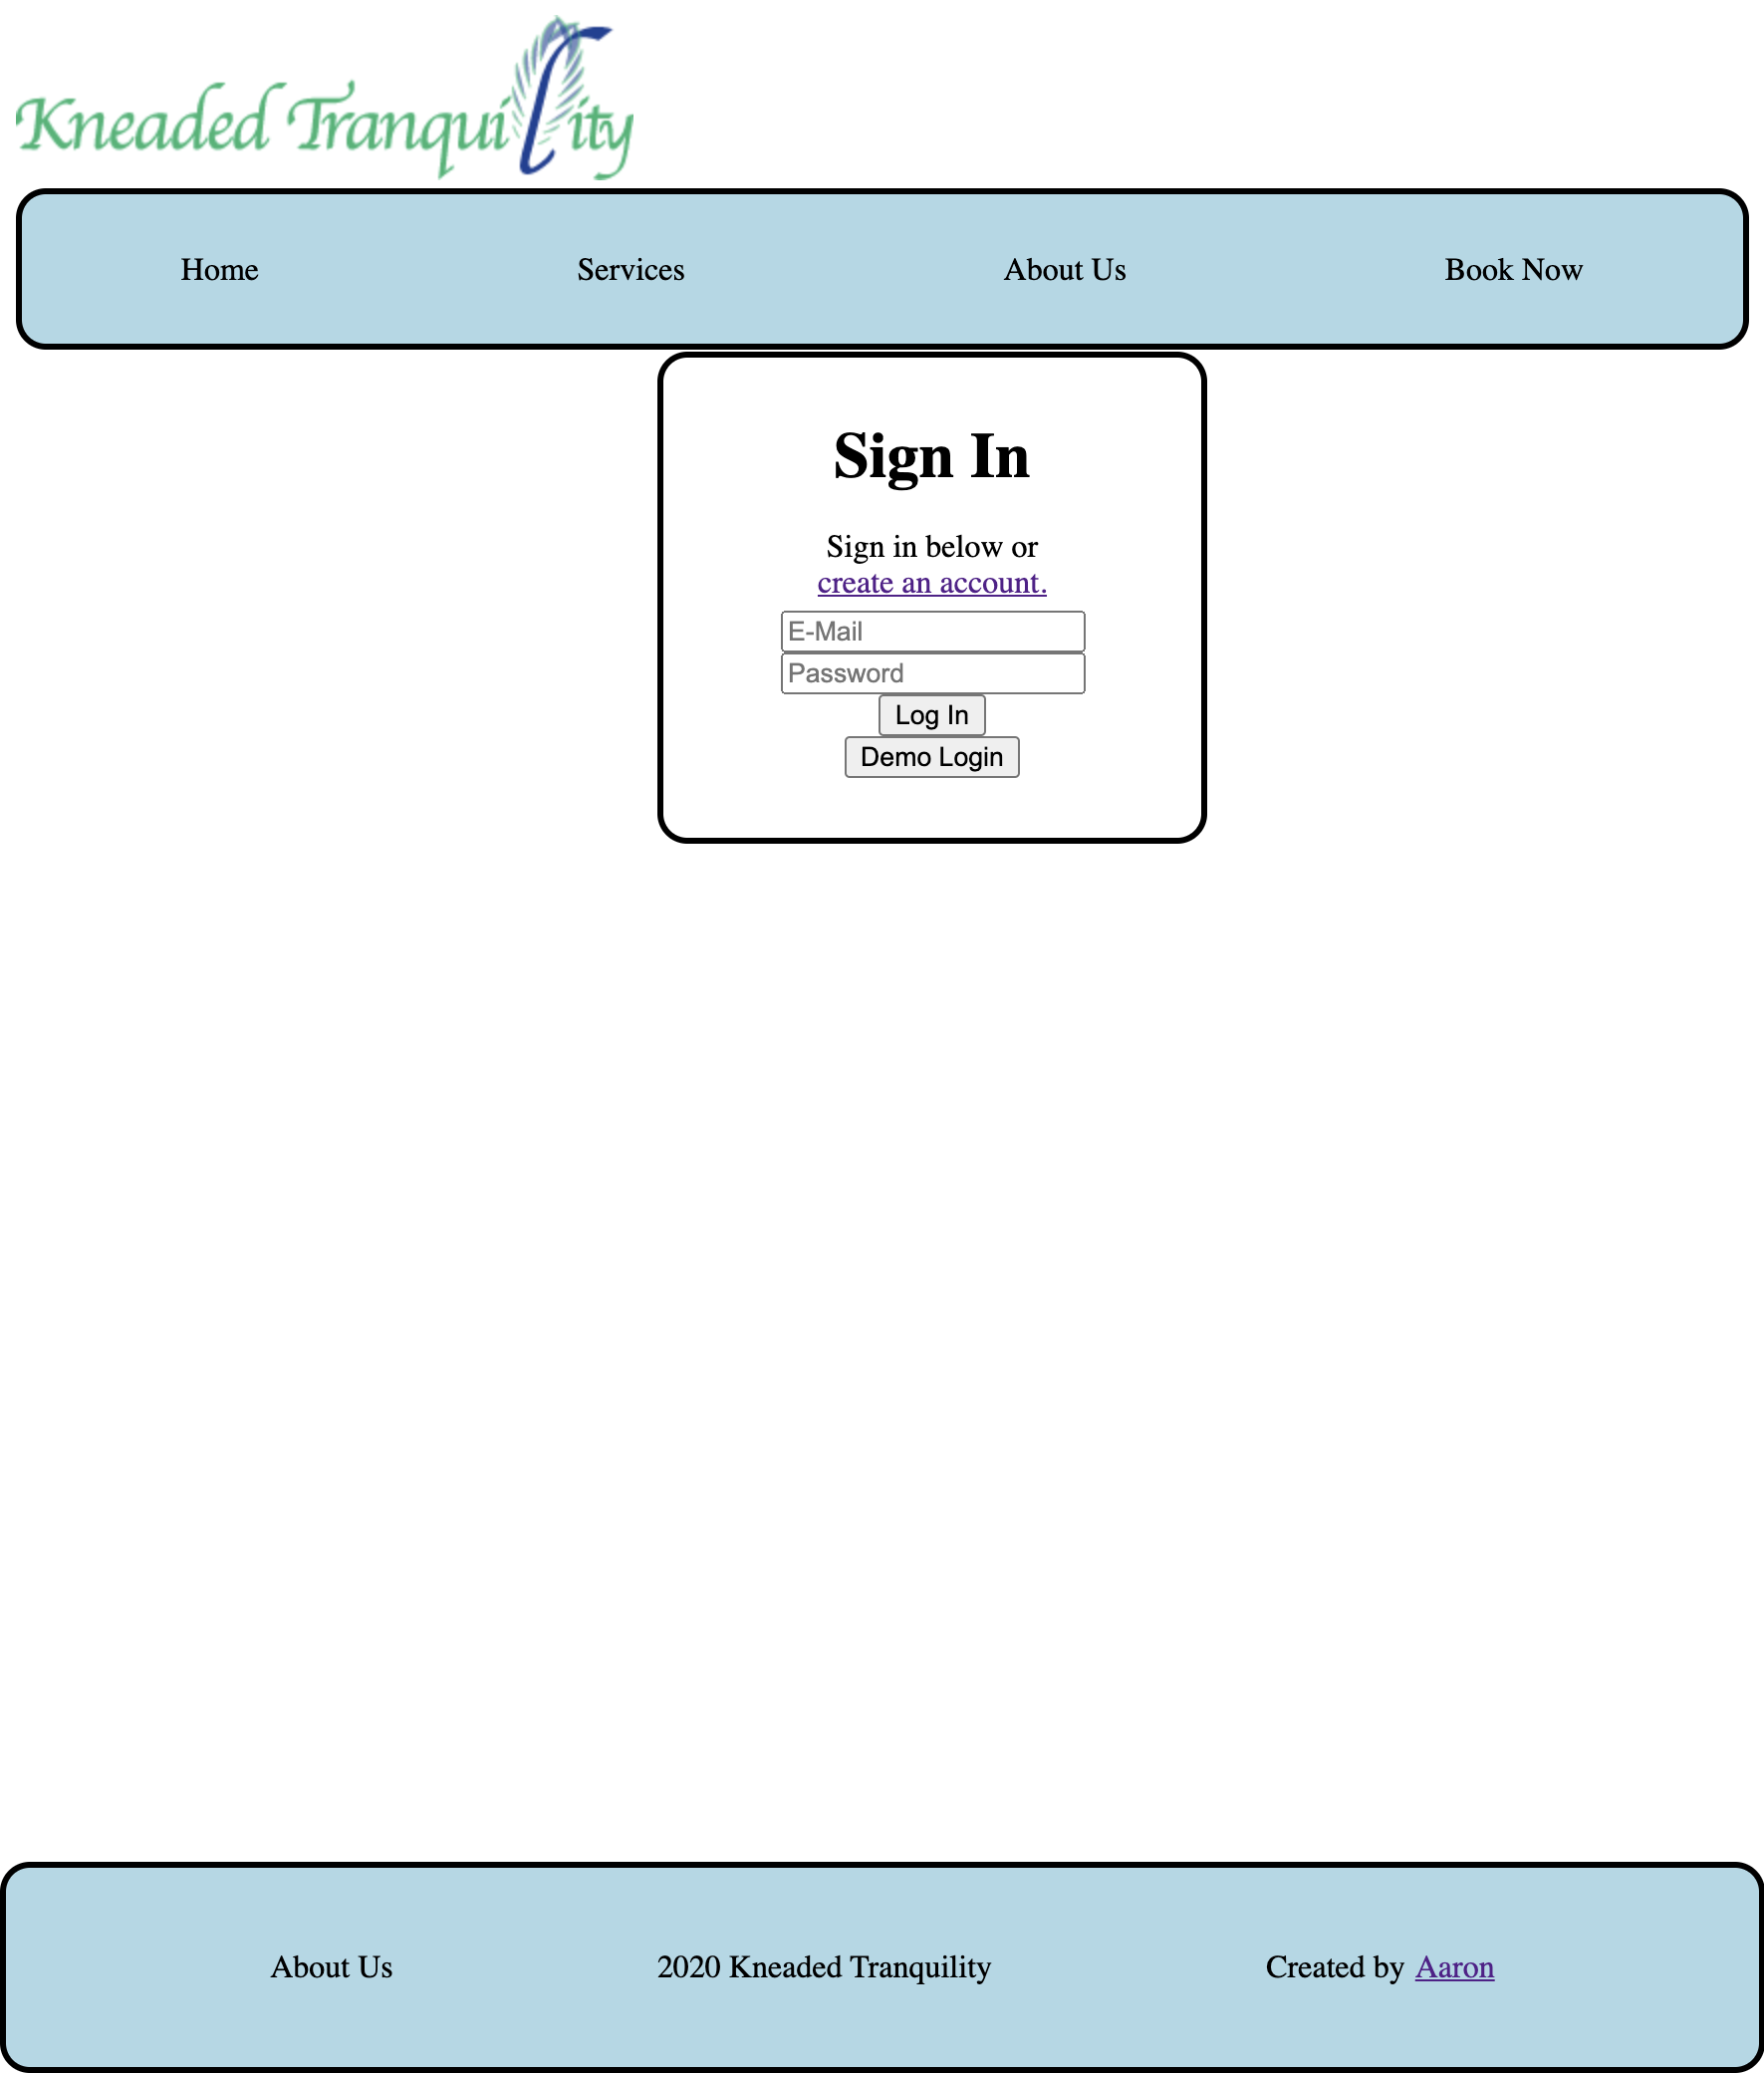 Kneaded Tranquility
Home Services About Us Book Now
Sign In
Sign in below or
create an account.
E-Mail
Password
Log In
Demo Login
About Us 2020 Kneaded Tranquility Created by Aaron